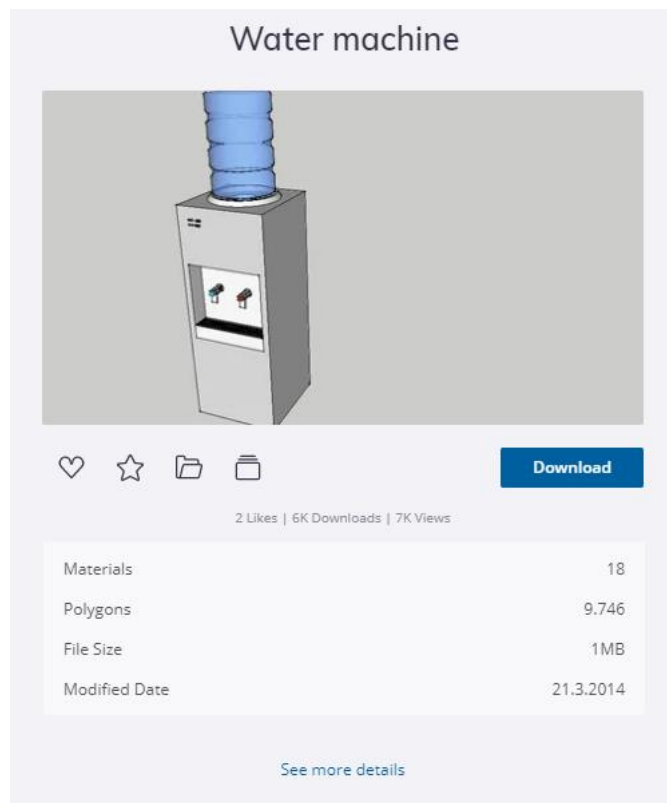 Water machine
Download
2 Likes | 6K Downloads | 7K Views
Materials 18
Polygons 9.746
File Size 1MB
Modified Date 21.3.2014
See more details